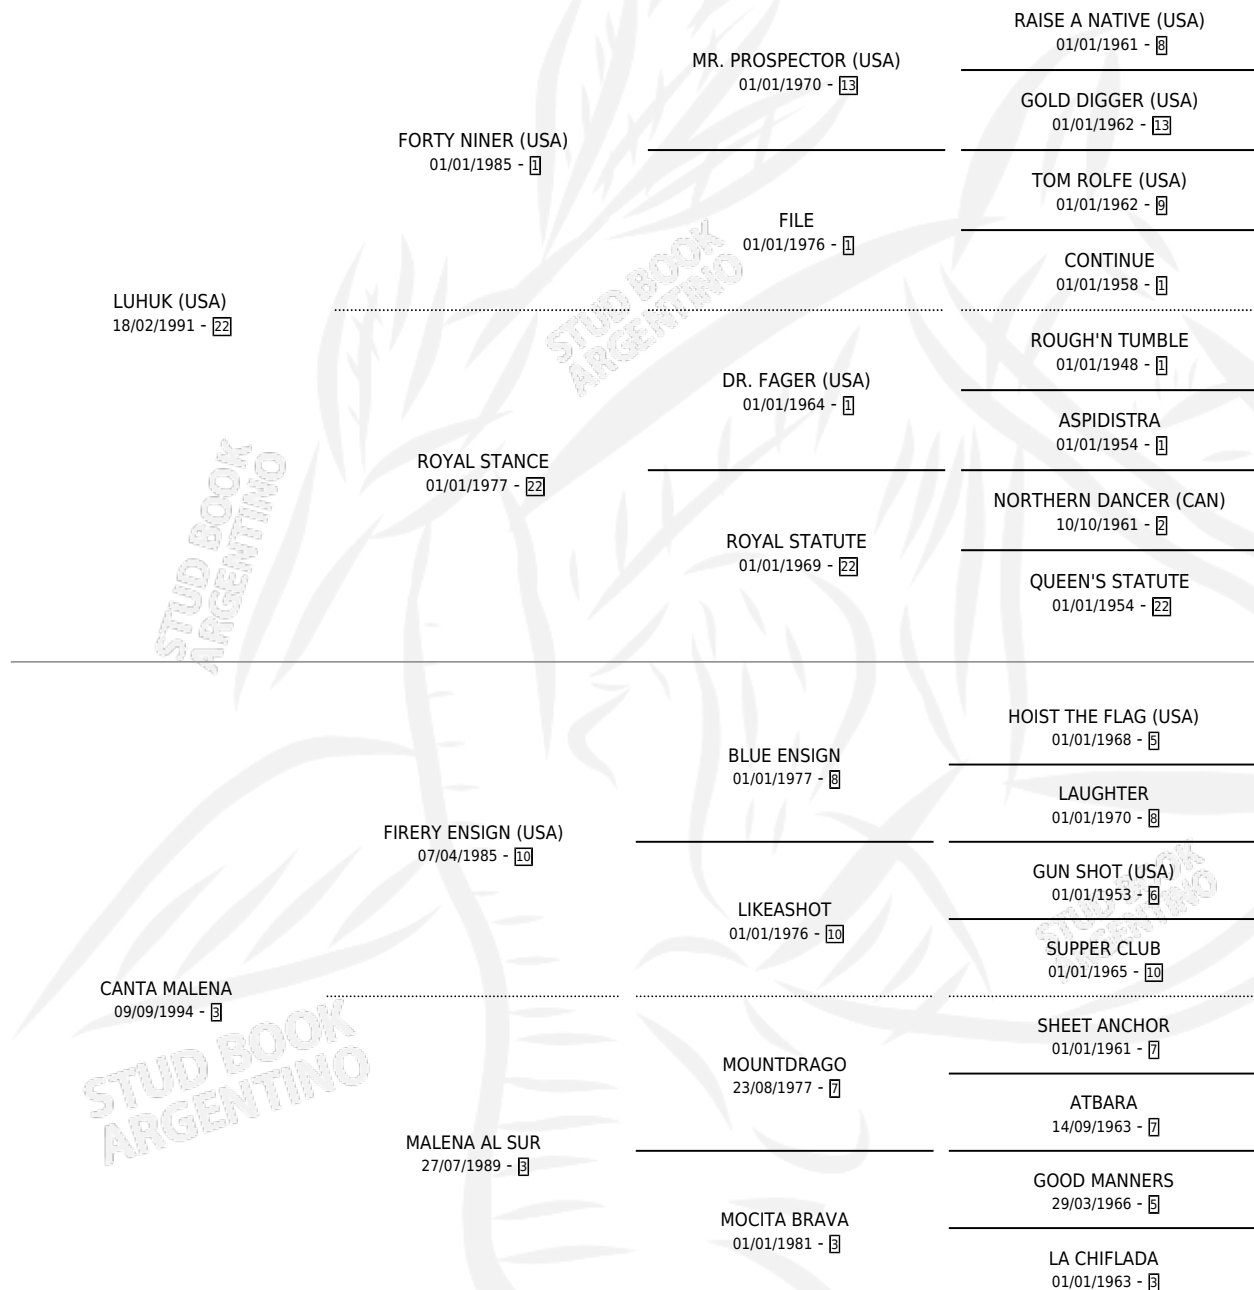 RAISE A NATIVE (USA)
01/01/1961 - 8
MR. PROSPECTOR (USA)
01/01/1970 - 13
GOLD DIGGER (USA)
01/01/1962 - 13
FORTY NINER (USA)
01/01/1985 - 1
TOM ROLFE (USA)
01/01/1962 - 9
FILE
01/01/1976 - 1
CONTINUE
01/01/1958 - 1
LUHUK (USA)
18/02/1991 - 22
ROUGH'N TUMBLE
01/01/1948 - 1
DR. FAGER (USA)
01/01/1964 - 1
ASPIDISTRA
01/01/1954 - 1
ROYAL STANCE
01/01/1977 - 22
NORTHERN DANCER (CAN)
10/10/1961 - 2
ROYAL STATUTE
01/01/1969 - 22
QUEEN'S STATUTE
01/01/1954 - 22
HOIST THE FLAG (USA)
01/01/1968 - 5
BLUE ENSIGN
01/01/1977 - 8
LAUGHTER
01/01/1970 - 8
FIRERY ENSIGN (USA)
07/04/1985 - 10
GUN SHOT (USA)
01/01/1953 - 6
LIKEASHOT
01/01/1976 - 10
SUPPER CLUB
01/01/1965 - 10
CANTA MALENA
09/09/1994 - 3
SHEET ANCHOR
01/01/1961 - 7
MOUNTDRAGO
23/08/1977 - 7
ATBARA
14/09/1963 - 7
MALENA AL SUR
27/07/1989 - 3
GOOD MANNERS
29/03/1966 - 5
MOCITA BRAVA
01/01/1981 - 3
LA CHIFLADA
01/01/1963 - 3
STUD BOOK
ARGENTINO
STUD BOOK
ARGENTINO
STUD BOOK
ARGENTINO
STUD BOOK
ARGENTINO